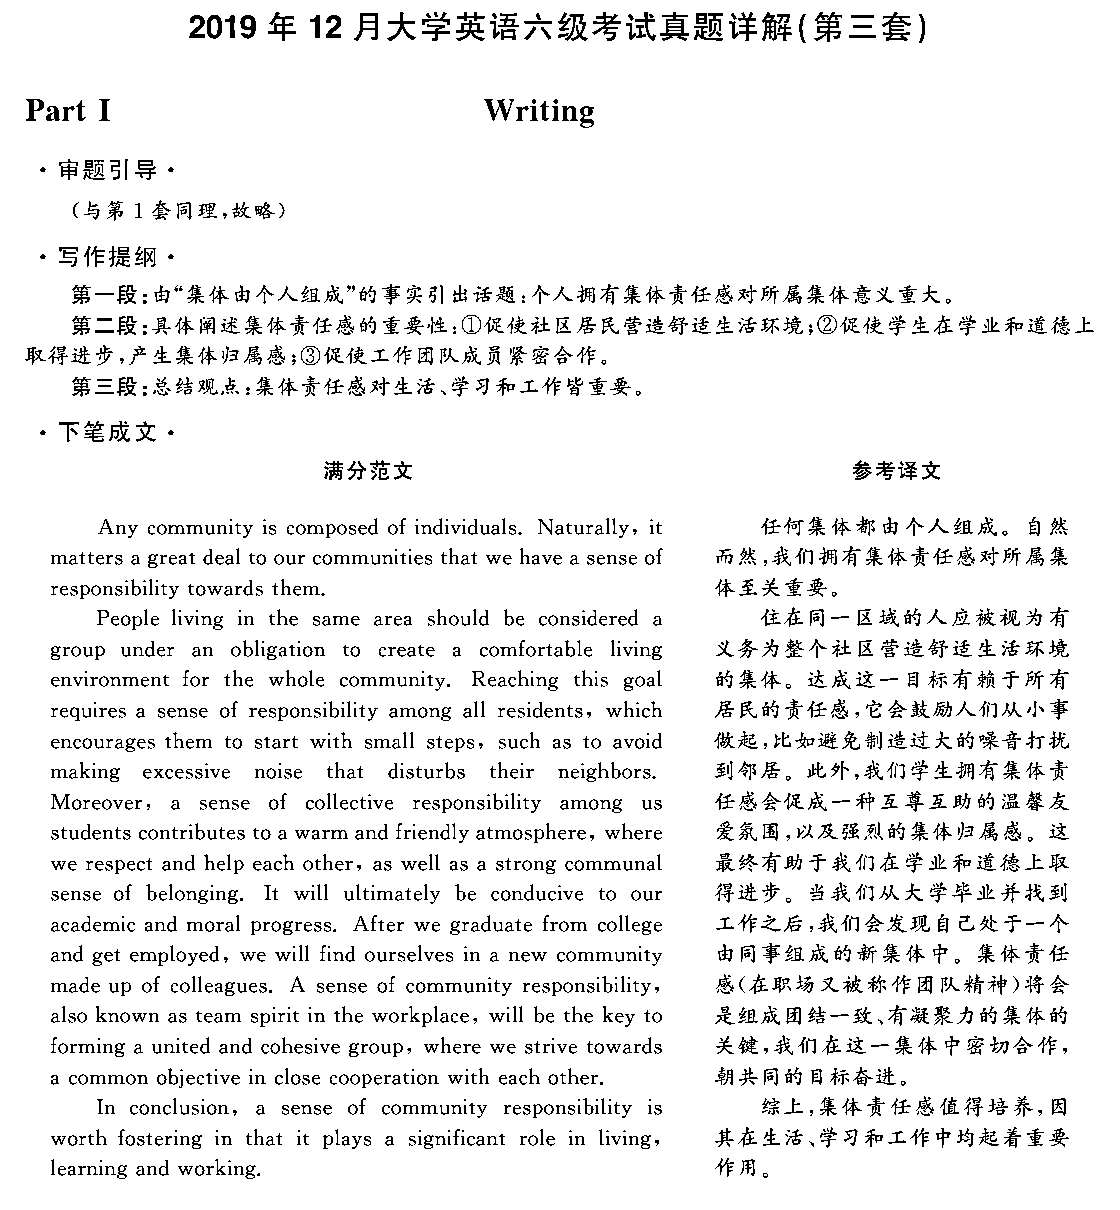 2019 年 12 月大学英语六级考试真题详解(第三套)
Part Ⅰ Writing
·审题引导·
(与第 1 套同理,故略)
·写作提纲·
第一段:由“集体由个人组成”的事实引出话题:个人拥有集体责任感对所属集体意义重大。
第二段:具体阐述集体责任感的重要性:①促使社区居民营造舒适生活环境;②促使学生在学业和道德上
取得进步,产生集体归属感;③促使工作团队成员紧密合作。
第三段:总结观点:集体责任感对生活、学习和工作皆重要。
·下笔成文·
满分范文
Any community is composed of individuals. Naturally, it
matters a great deal to our communities that we have a sense of
responsibility towards them.
People living in the same area should be considered a
group under an obligation to create a comfortable living
environment for the whole community. Reaching this goal
requires a sense of responsibility among all residents, which
encourages them to start with small steps, such as to avoid
making excessive noise that disturbs their neighbors.
Moreover, a sense of collective responsibility among us
students contributes to a warm and friendly atmosphere, where
we respect and help each other, as well as a strong communal
sense of belonging. It will ultimately be conducive to our
academic and moral progress. After we graduate from college
and get employed, we will find ourselves in a new community
made up of colleagues. A sense of community responsibility,
also known as team spirit in the workplace, will be the key to
forming a united and cohesive group, where we strive towards
a common objective in close cooperation with each other.
In conclusion, a sense of community responsibility is
worth fostering in that it plays a significant role in living,
learning and working.
参考译文
任何集体都由个人组成。自然
而然,我们拥有集体责任感对所属集
体至关重要。
住在同一区域的人应被视为有
义务为整个社区营造舒适生活环境
的集体。达成这一目标有赖于所有
居民的责任感,它会鼓励人们从小事
做起,比如避免制造过大的噪音打扰
到邻居。此外,我们学生拥有集体责
任感会促成一种互尊互助的温馨友
爱氛围,以及强烈的集体归属感。这
最终有助于我们在学业和道德上取
得进步。当我们从大学毕业并找到
工作之后,我们会发现自己处于一个
由同事组成的新集体中。集体责任
感(在职场又被称作团队精神)将会
是组成团结一致、有凝聚力的集体的
关键,我们在这一集体中密切合作,
朝共同的目标奋进。
综上,集体责任感值得培养,因
其在生活、学习和工作中均起着重要
作用。